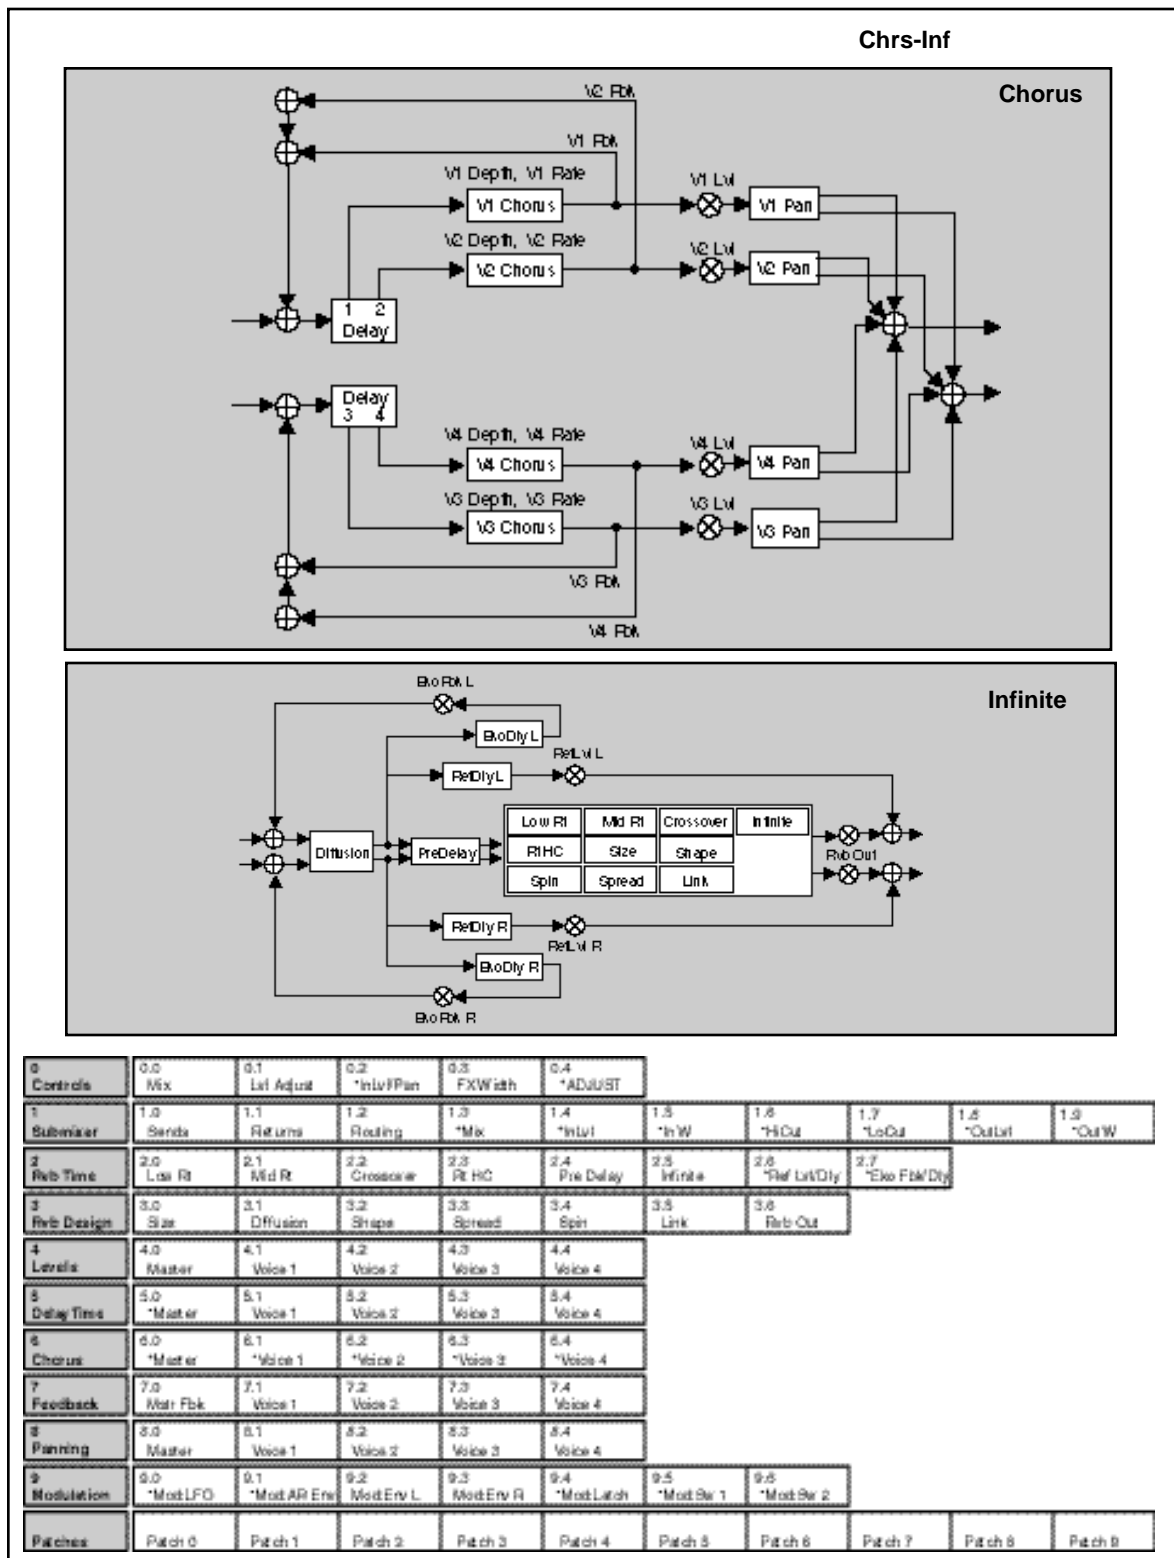 Chrs-Inf
Chorus
V2 Fbk
V1 Fbk
V1 Depth, V1 Rate
V1 Lvl
V1 Chorus
V1 Pan
V2 Depth, V2 Rate
V2 Lvl
V2 Chorus
V2 Pan
1 2
Delay
Delay
3 4
V4 Depth, V4 Rate
V4 Lvl
V4 Chorus
V4 Pan
V3 Depth, V3 Rate
V3 Lvl
V3 Chorus
V3 Pan
V3 Fbk
V4 Fbk
Infinite
Eko Fbk L
EkoDly L
RefLvl L
RefDly L
Low Rt Mid Rt Crossover Infinite
Diffusion PreDelay RtHC Size Shape
Rvb Out
Spin Spread Link
RefDly R
RefLvl R
EkoDly R
Eko Fbk R
0 0.0 0.1 0.2 0.3 0.4
Controls Mix Lvl Adjust *InLvl/Pan FXWidth *ADJUST
1 1.0 1.1 1.2 1.3 1.4 1.5 1.6 1.7 1.8 1.9
Submixer Sends Returns Routing *Mix *InLvl *InW *HiCut *LoCut *OutLvl *OutW
2 2.0 2.1 2.2 2.3 2.4 2.5 2.6 2.7
Rvb Time Low Rt Mid Rt Crossover Rt HC Pre Delay Infinite *Ref Lvl/Dly *Eko Fbk/Dly
3 3.0 3.1 3.2 3.3 3.4 3.5 3.6
Rvb Design Size Diffusion Shape Spread Spin Link Rvb Out
4 4.0 4.1 4.2 4.3 4.4
Levels Master Voice 1 Voice 2 Voice 3 Voice 4
5 5.0 5.1 5.2 5.3 5.4
Delay Time *Master Voice 1 Voice 2 Voice 3 Voice 4
6 6.0 6.1 6.2 6.3 6.4
Chorus *Master *Voice 1 *Voice 2 *Voice 3 *Voice 4
7 7.0 7.1 7.2 7.3 7.4
Feedback Mstr Fbk Voice 1 Voice 2 Voice 3 Voice 4
8 8.0 8.1 8.2 8.3 8.4
Panning Master Voice 1 Voice 2 Voice 3 Voice 4
9 9.0 9.1 9.2 9.3 9.4 9.5 9.6
Modulation *Mod:LFO *Mod:AR Env Mod:Env L Mod:Env R *Mod:Latch *Mod:Sw 1 *Mod:Sw 2
Patches Patch 0 Patch 1 Patch 2 Patch 3 Patch 4 Patch 5 Patch 6 Patch 7 Patch 8 Patch 9